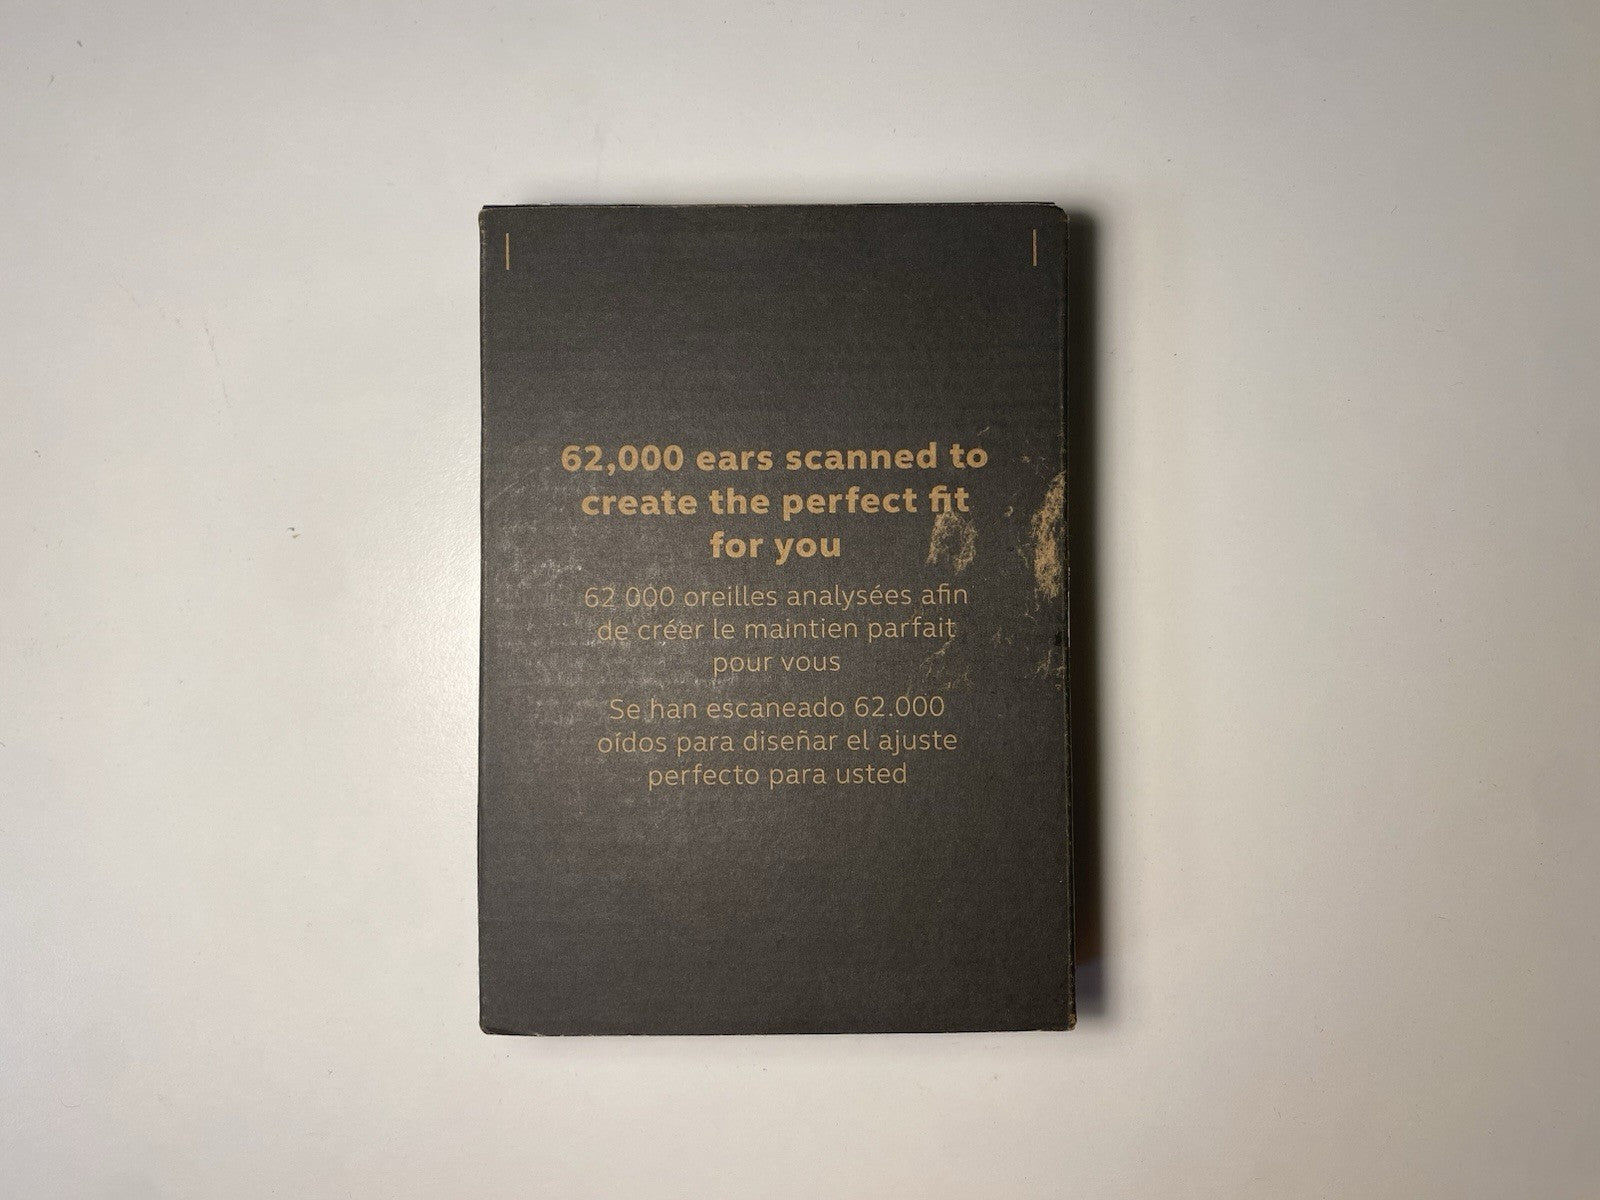 62,000 ears scanned to
create the perfect fit
for you
62 000 oreilles analysées afin
de créer le maintien parfait
pour vous
Se han escaneado 62.000
oídos para diseñar el ajuste
perfecto para usted